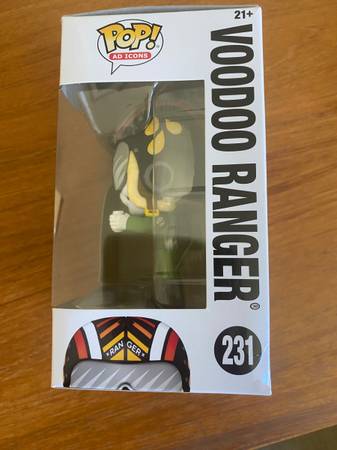 21+
POP!
AD ICONS
VOODOO RANGER®
231
RANGER